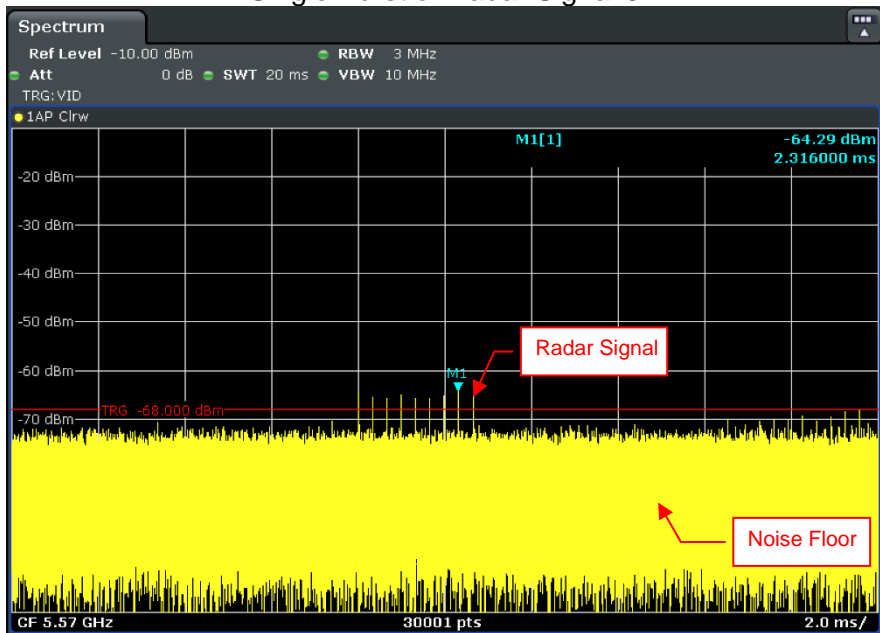 Spectrum
Ref Level -10.00 dBm RBW 3 MHz
Att 0 dB SWT 20 ms VBW 10 MHz
TRG:VID
1AP Clrw
M1[1] -64.29 dBm
2.316000 ms
-20 dBm
-30 dBm
-40 dBm
-50 dBm
Radar Signal
-60 dBm
M1
TRG -68.000 dBm
-70 dBm
Noise Floor
CF 5.57 GHz 30001 pts 2.0 ms/